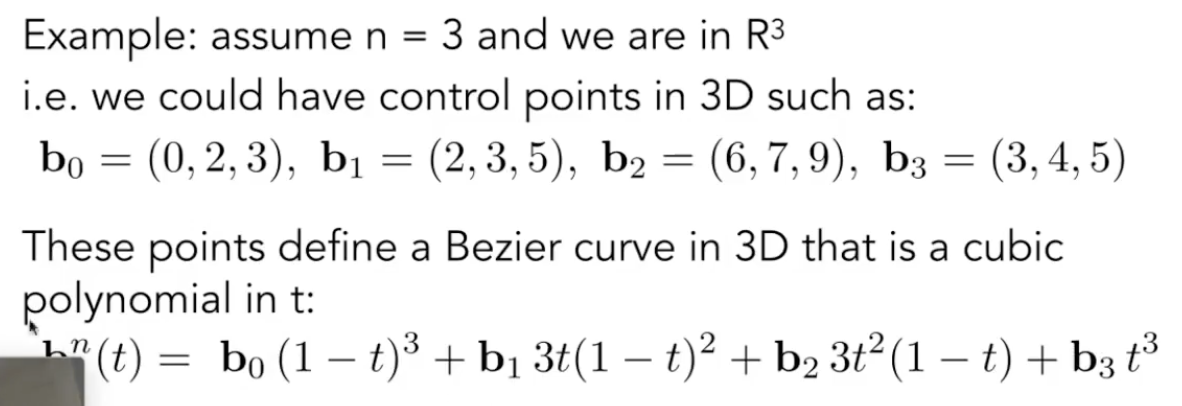 Example: assume n = 3 and we are in R³
i.e. we could have control points in 3D such as:
b₀ = (0, 2, 3), b₁ = (2, 3, 5), b₂ = (6, 7, 9), b₃ = (3, 4, 5)
These points define a Bezier curve in 3D that is a cubic
polynomial in t:
bⁿ(t) = b₀ (1 − t)³ + b₁ 3t(1 − t)² + b₂ 3t²(1 − t) + b₃ t³